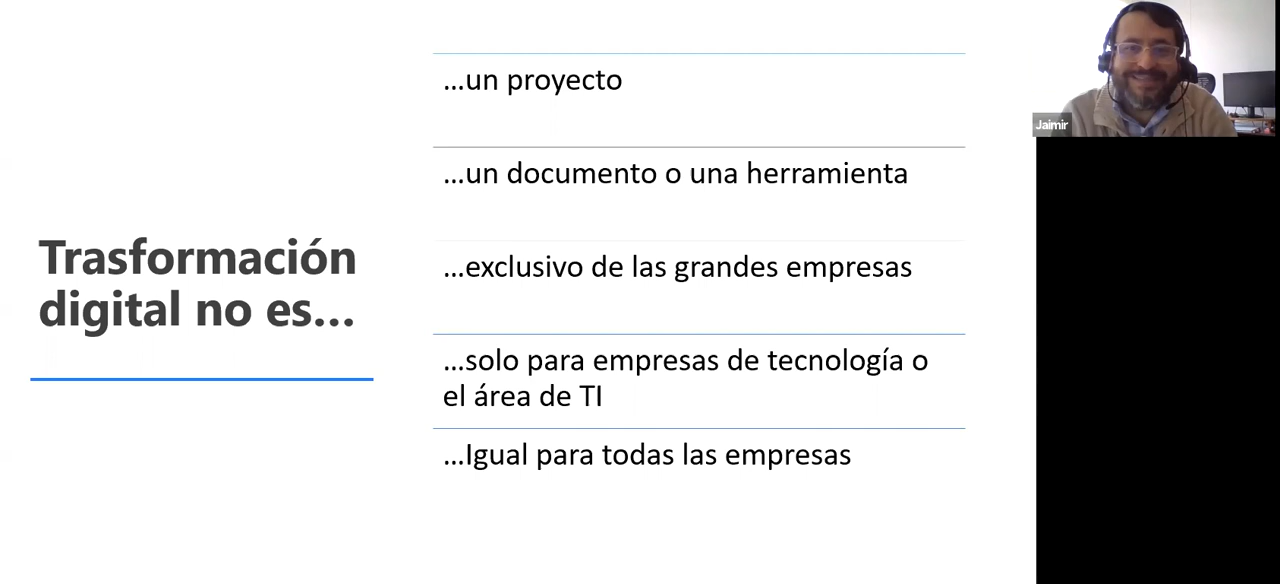 Trasformación
digital no es...
...un proyecto
...un documento o una herramienta
...exclusivo de las grandes empresas
...solo para empresas de tecnología o
el área de TI
...Igual para todas las empresas
Jaimir